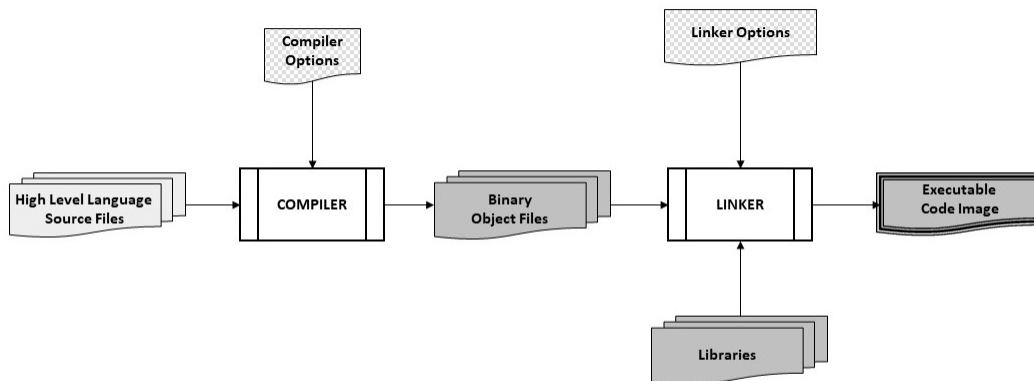 Compiler
Options
Linker Options
High Level Language
Source Files
COMPILER
Binary
Object Files
LINKER
Executable
Code Image
Libraries